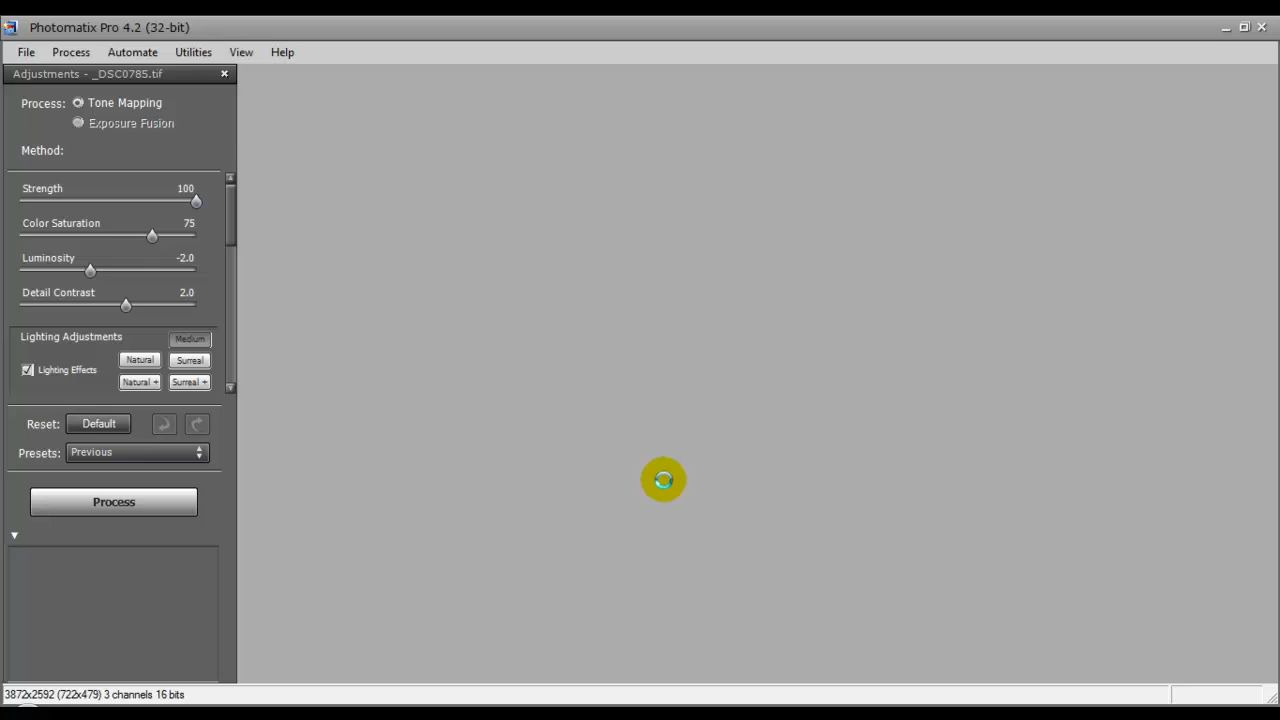 Photomatix Pro 4.2 (32-bit)
File Process Automate Utilities View Help
Adjustments - _DSC0785.tif
Process: Tone Mapping
Exposure Fusion
Method:
Strength 100
Color Saturation 75
Luminosity -2.0
Detail Contrast 2.0
Lighting Adjustments Medium
Natural Surreal
Lighting Effects
Natural + Surreal +
Reset: Default
Presets: Previous
Process
3872x2592 (722x479) 3 channels 16 bits